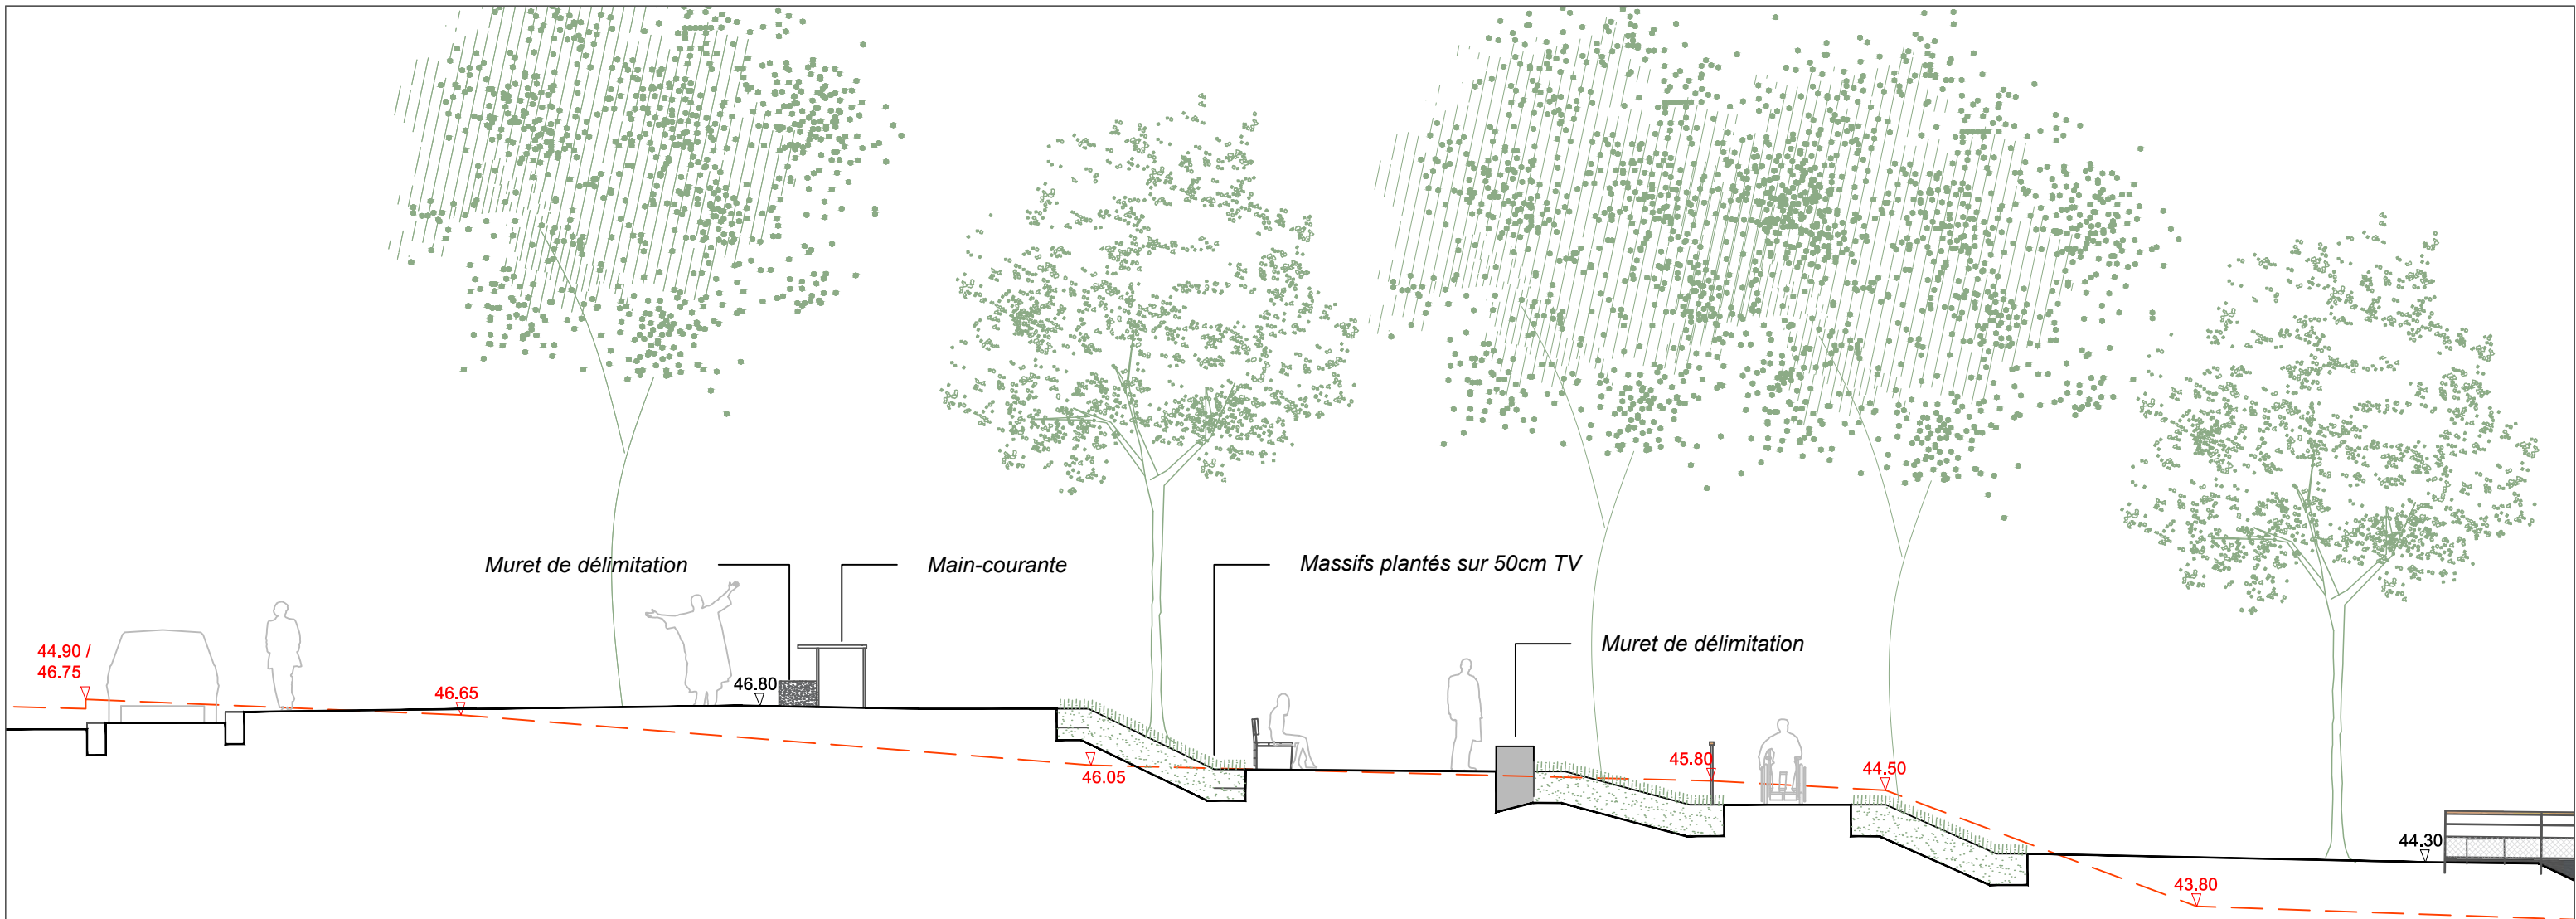 Muret de délimitation
Main-courante
Massifs plantés sur 50cm TV
Muret de délimitation
44.90 /
46.75
46.65
46.80
46.05
45.80
44.50
44.30
43.80